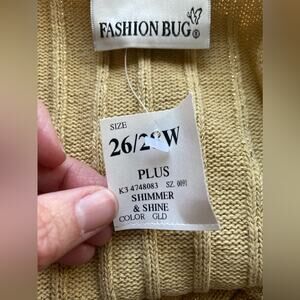 FASHION BUG®
SIZE
26/28W
PLUS
K3 4748083 SZ. 0091
SHIMMER
& SHINE
COLOR GLD